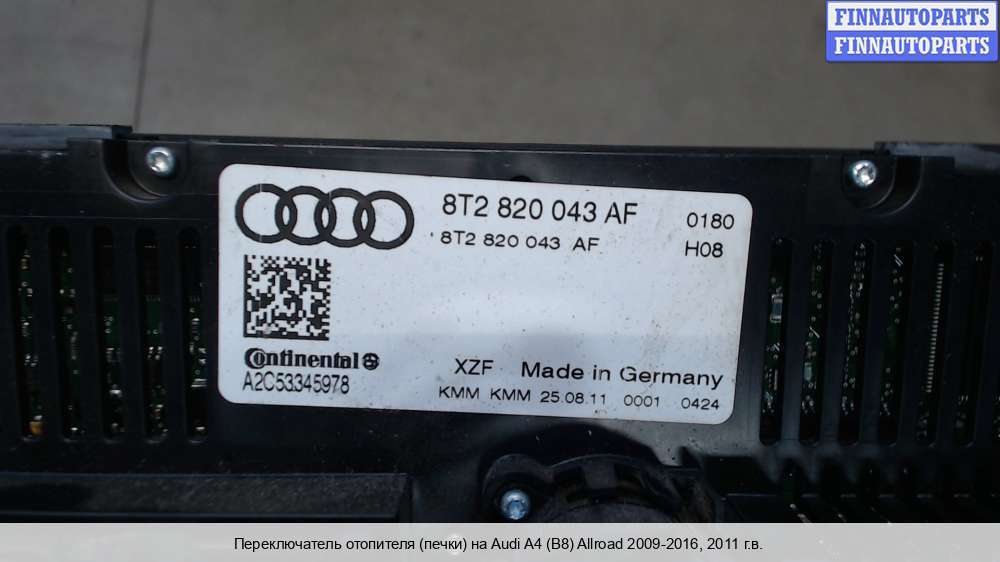 FINNAUTOPARTS
FINNAUTOPARTS
8T2 820 043 AF 0180
8T2 820 043 AF H08
Continental
A2C53345978
XZF Made in Germany
KMM KMM 25.08.11 0001 0424
Переключатель отопителя (печки) на Audi A4 (B8) Allroad 2009-2016, 2011 г.в.